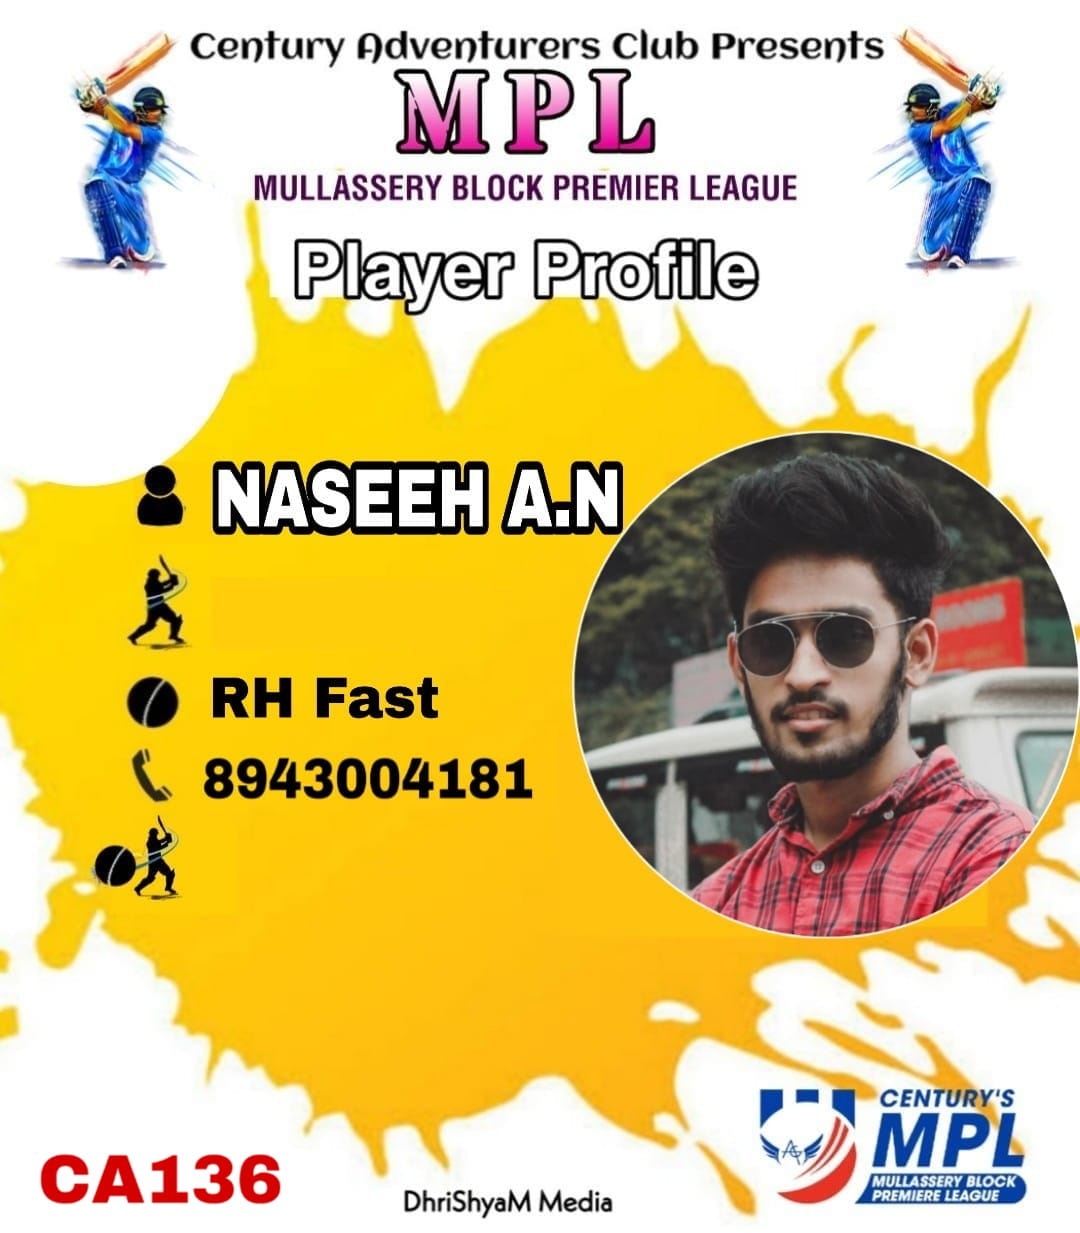 Century Adventurers Club Presents
MPL
MULLASSERY BLOCK PREMIER LEAGUE
Player Profile
NASEEH A.N
RH Fast
8943004181
CA136
DhriShyaM Media
CENTURY'S
MPL
MULLASSERY BLOCK
PREMIERE LEAGUE